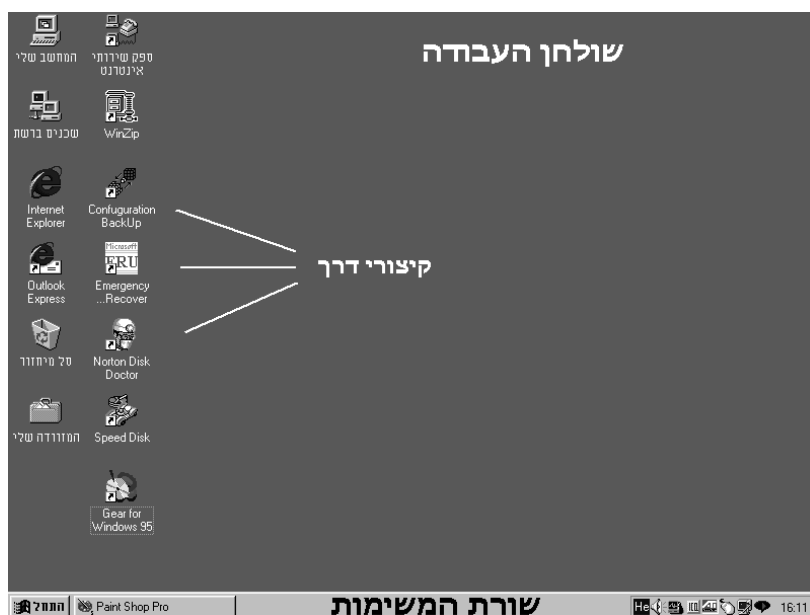 שולחן העבודה
המחשב שלי
ספק שירותי
אינטרנט
שכנים ברשת
WinZip
Internet
Explorer
Confuguration
BackUp
קיצורי דרך
Outlook
Express
Microsoft
ERU
Emergency
...Recover
סל מיחזור
Norton Disk
Doctor
המזוודה שלי
Speed Disk
Gear for
Windows 95
התחל
Paint Shop Pro
שורת המשימות
He
16:11